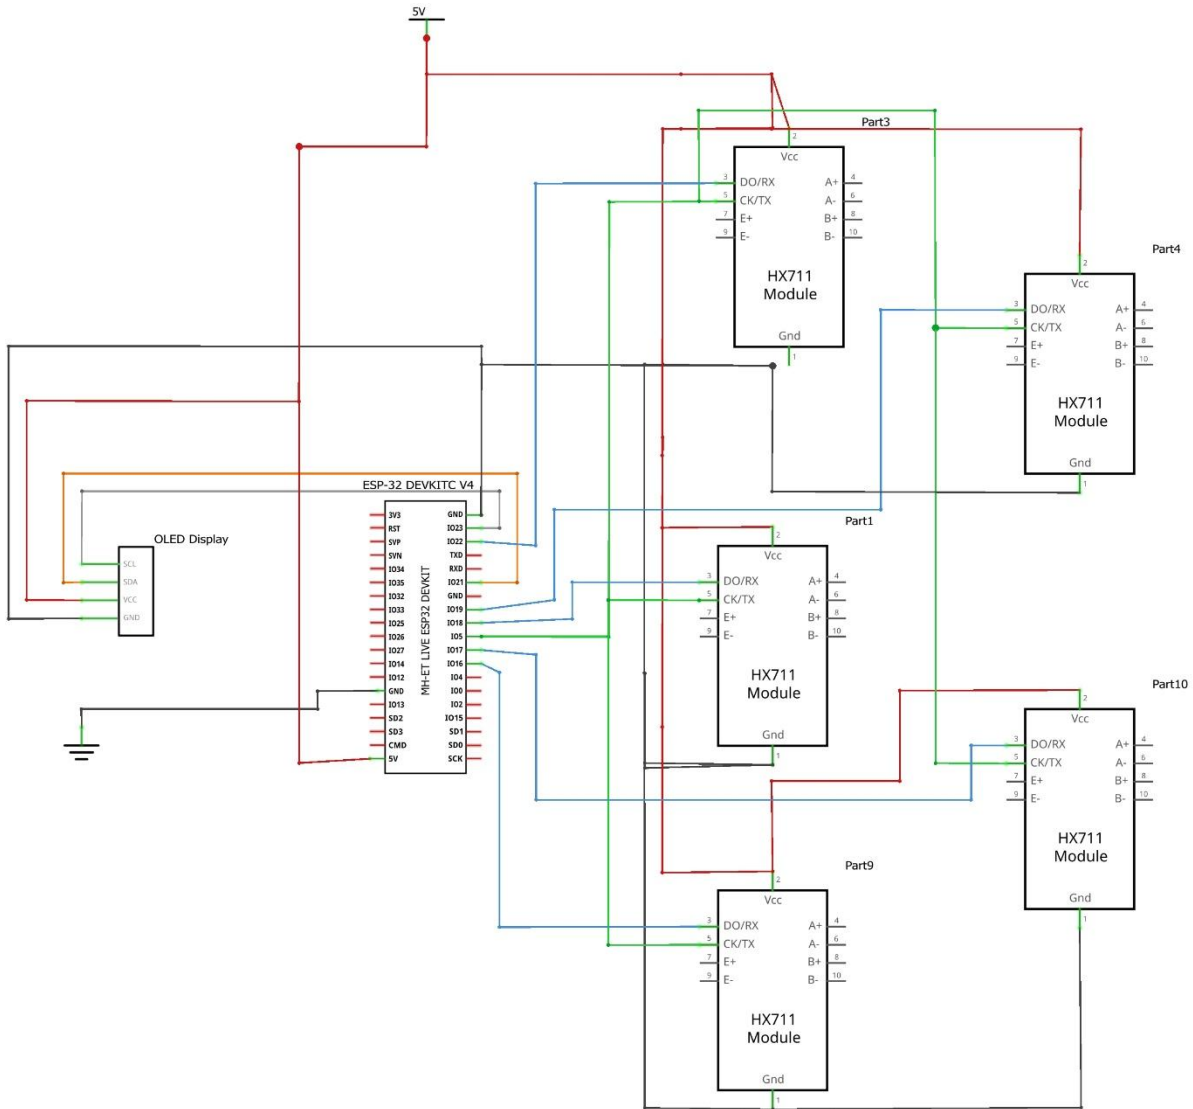 5V
Part3
2
Vcc
3 DO/RX A+ 4
5 CK/TX A- 6
7 E+ B+ 8
9 E- B- 10
HX711
Module
Gnd
1
Part4
2
Vcc
3 DO/RX A+ 4
5 CK/TX A- 6
7 E+ B+ 8
9 E- B- 10
HX711
Module
Gnd
1
ESP-32 DEVKITC V4
MH-ET LIVE ESP32 DEVKIT
3V3 GND
RST IO23
SVP IO22
SVN TXD
IO34 RXD
IO35 IO21
IO32 GND
IO33 IO19
IO25 IO18
IO26 IO5
IO27 IO17
IO14 IO16
IO12 IO4
GND IO0
IO13 IO2
SD2 IO15
SD3 SD1
CMD SD0
5V SCK
OLED Display
SCL
SDA
VCC
GND
Part1
2
Vcc
3 DO/RX A+ 4
5 CK/TX A- 6
7 E+ B+ 8
9 E- B- 10
HX711
Module
Gnd
1
Part10
2
Vcc
3 DO/RX A+ 4
5 CK/TX A- 6
7 E+ B+ 8
9 E- B- 10
HX711
Module
Gnd
1
Part9
2
Vcc
3 DO/RX A+ 4
5 CK/TX A- 6
7 E+ B+ 8
9 E- B- 10
HX711
Module
Gnd
1